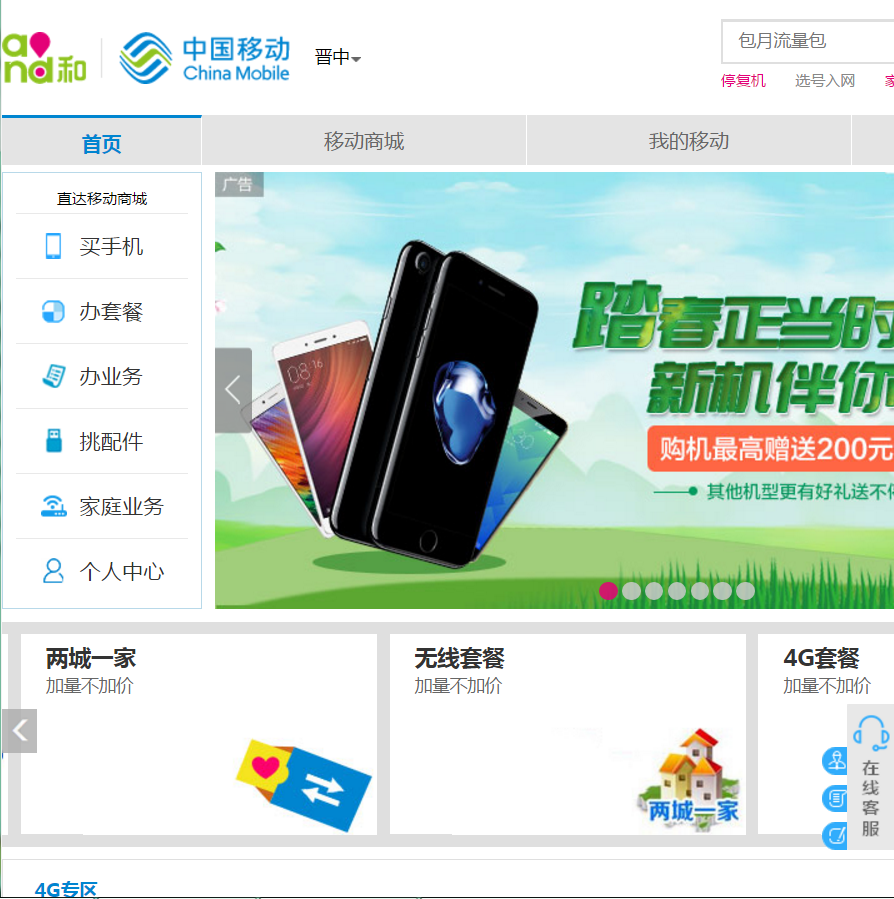 and和
中国移动
China Mobile
晋中
包月流量包
停复机 选号入网
首页 移动商城 我的移动
直达移动商城
买手机
办套餐
办业务
挑配件
家庭业务
个人中心
广告
08:16
踏春正当时
新机伴你
购机最高赠送200元
其他机型更有好礼送不停
两城一家
加量不加价
无线套餐
加量不加价
两城一家
4G套餐
加量不加价
在线客服
4G专区